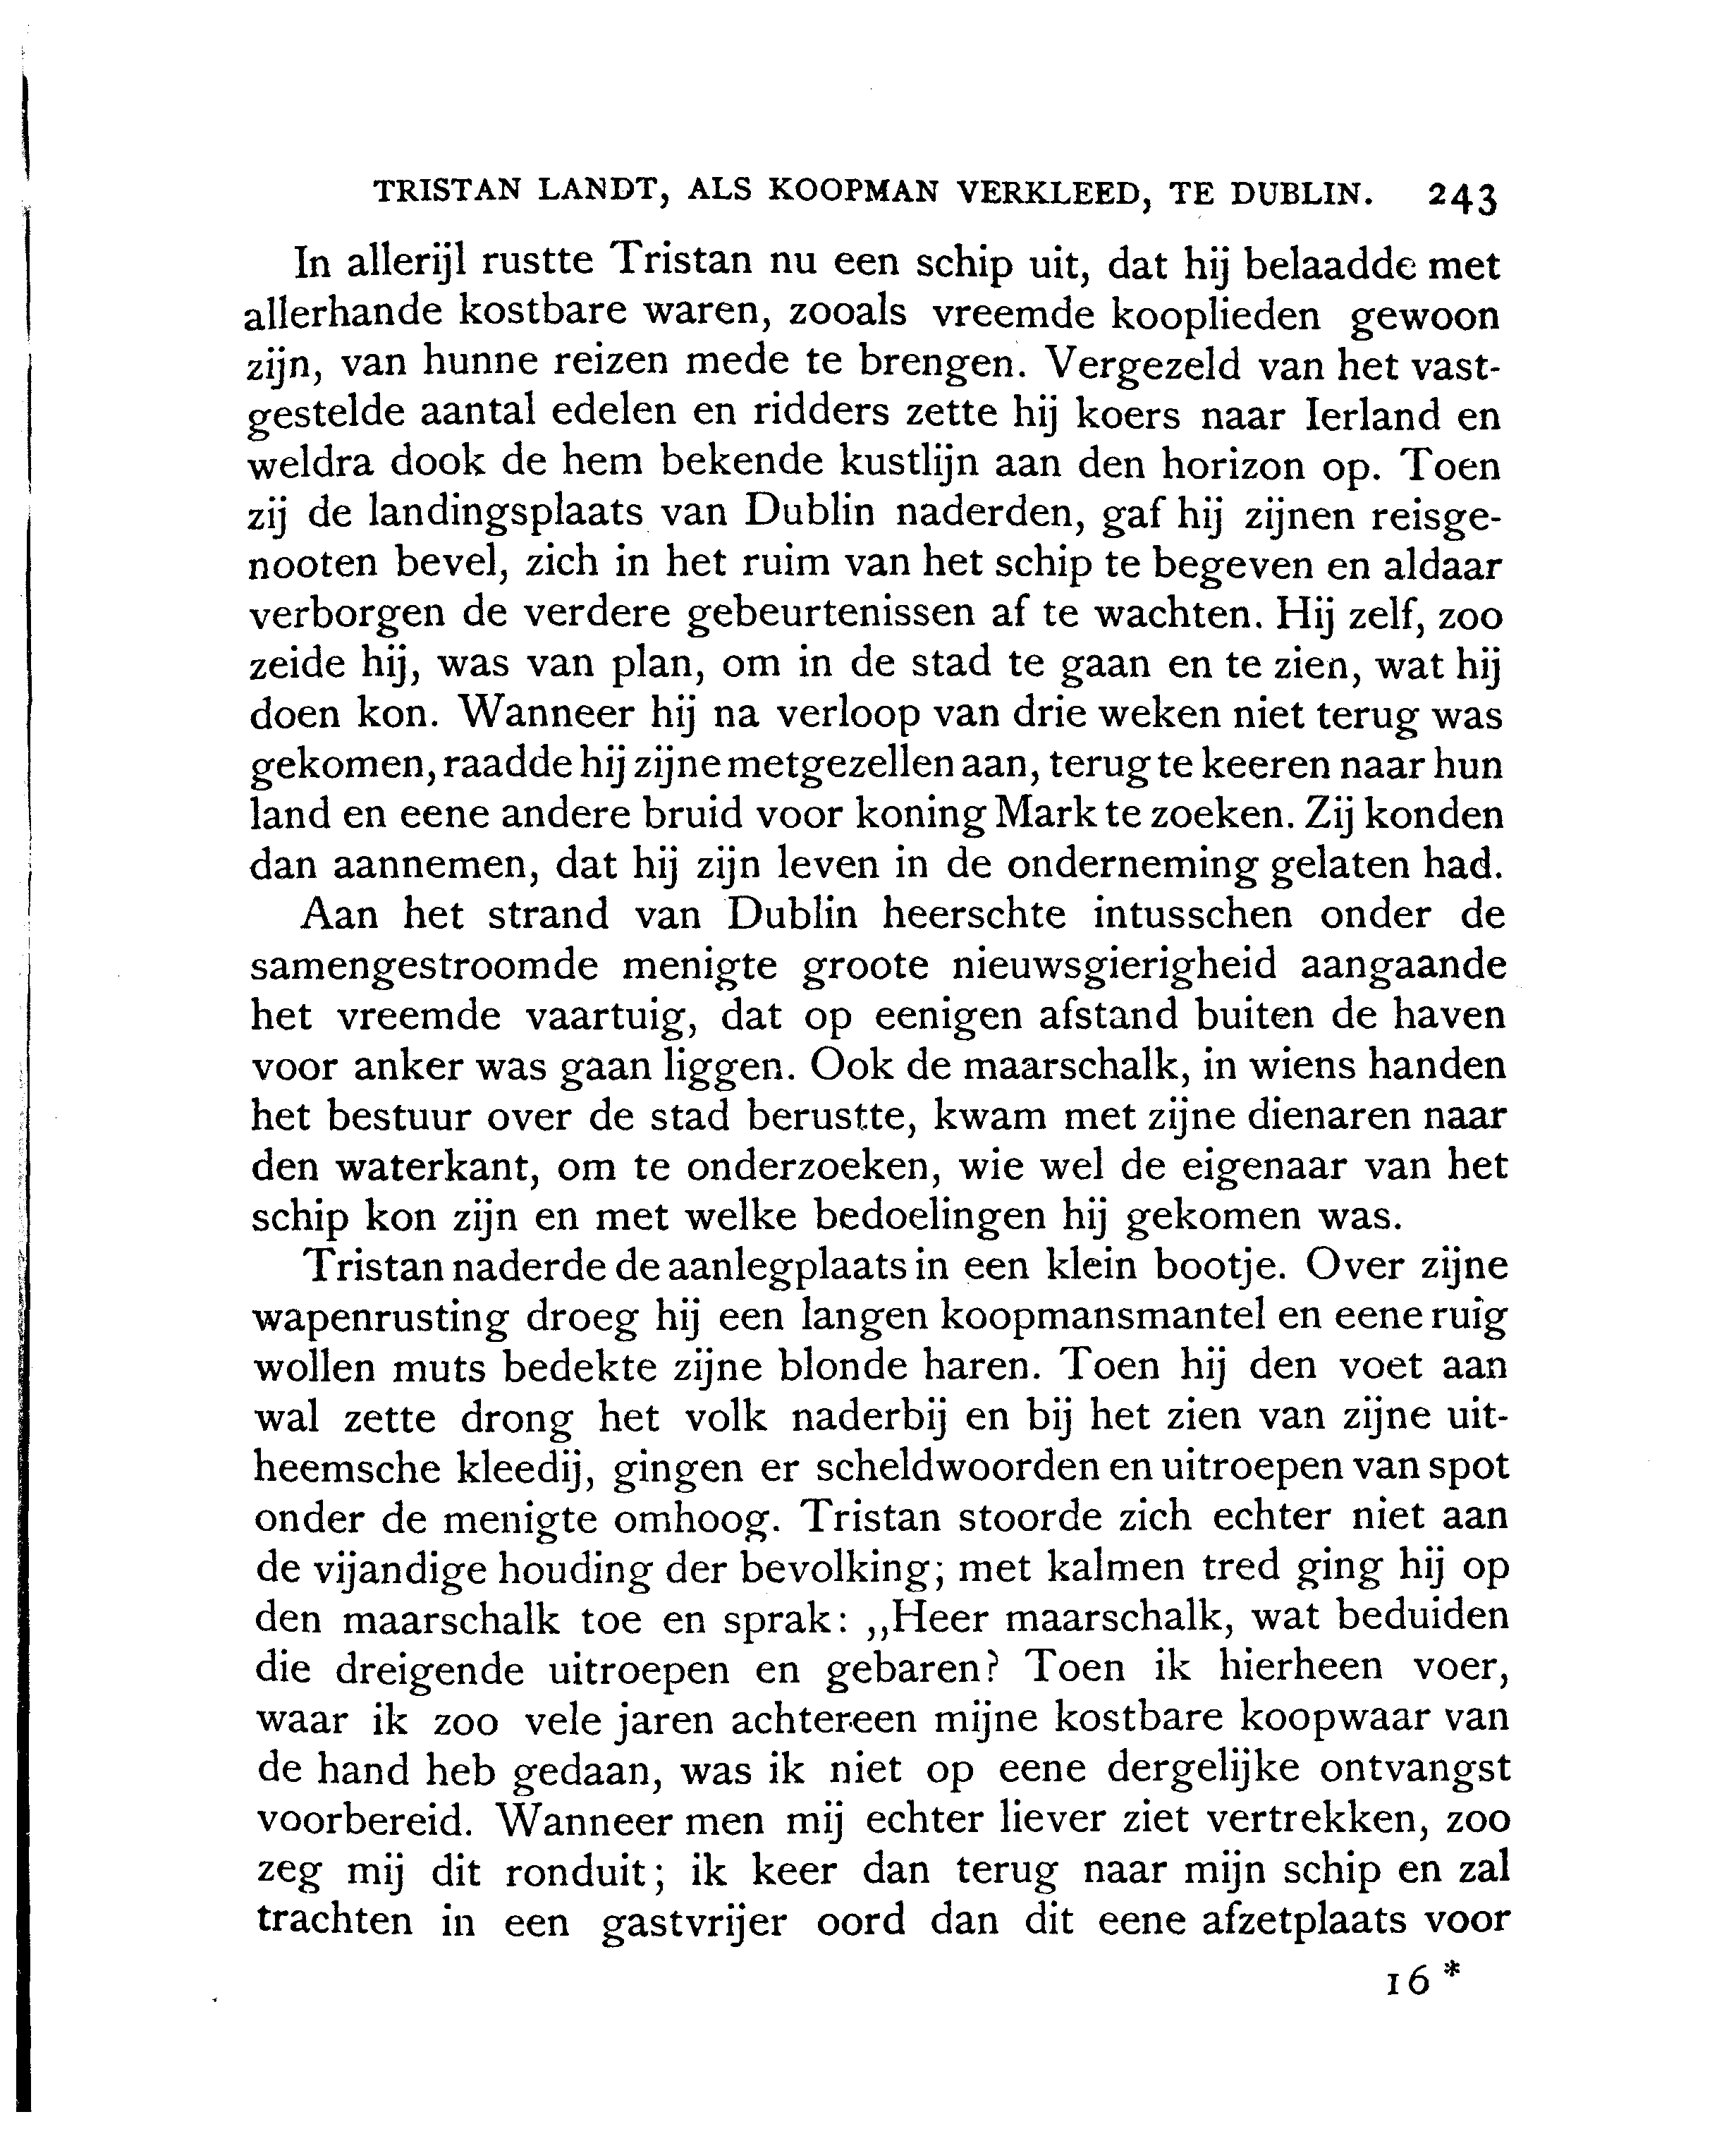 TRISTAN LANDT, ALS KOOPMAN VERKLEED, TE DUBLIN. 243
In allerijl rustte Tristan nu een schip uit, dat hij belaadde met
allerhande kostbare waren, zooals vreemde kooplieden gewoon
zijn, van hunne reizen mede te brengen. Vergezeld van het vast-
gestelde aantal edelen en ridders zette hij koers naar Ierland en
weldra dook de hem bekende kustlijn aan den horizon op. Toen
zij de landingsplaats van Dublin naderden, gaf hij zijnen reisge-
nooten bevel, zich in het ruim van het schip te begeven en aldaar
verborgen de verdere gebeurtenissen af te wachten. Hij zelf, zoo
zeide hij, was van plan, om in de stad te gaan en te zien, wat hij
doen kon. Wanneer hij na verloop van drie weken niet terug was
gekomen, raadde hij zijne metgezellen aan, terug te keeren naar hun
land en eene andere bruid voor koning Mark te zoeken. Zij konden
dan aannemen, dat hij zijn leven in de onderneming gelaten had.
Aan het strand van Dublin heerschte intusschen onder de
samengestroomde menigte groote nieuwsgierigheid aangaande
het vreemde vaartuig, dat op eenigen afstand buiten de haven
voor anker was gaan liggen. Ook de maarschalk, in wiens handen
het bestuur over de stad berustte, kwam met zijne dienaren naar
den waterkant, om te onderzoeken, wie wel de eigenaar van het
schip kon zijn en met welke bedoelingen hij gekomen was.
Tristan naderde de aanlegplaats in een klein bootje. Over zijne
wapenrusting droeg hij een langen koopmansmantel en eene ruig
wollen muts bedekte zijne blonde haren. Toen hij den voet aan
wal zette drong het volk naderbij en bij het zien van zijne uit-
heemsche kleedij, gingen er scheldwoorden en uitroepen van spot
onder de menigte omhoog. Tristan stoorde zich echter niet aan
de vijandige houding der bevolking; met kalmen tred ging hij op
den maarschalk toe en sprak: ,,Heer maarschalk, wat beduiden
die dreigende uitroepen en gebaren? Toen ik hierheen voer,
waar ik zoo vele jaren achtereen mijne kostbare koopwaar van
de hand heb gedaan, was ik niet op eene dergelijke ontvangst
voorbereid. Wanneer men mij echter liever ziet vertrekken, zoo
zeg mij dit ronduit; ik keer dan terug naar mijn schip en zal
trachten in een gastvrijer oord dan dit eene afzetplaats voor
16*